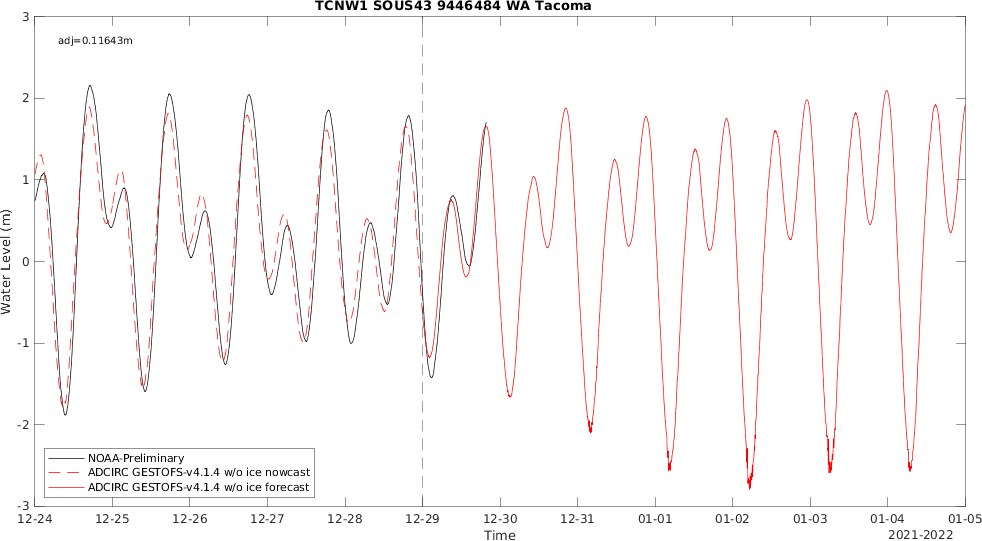 TCNW1 SOUS43 9446484 WA Tacoma
adj=0.11643m
3
2
1
0
-1
-2
-3
Water Level (m)
NOAA-Preliminary
ADCIRC GESTOFS-v4.1.4 w/o ice nowcast
ADCIRC GESTOFS-v4.1.4 w/o ice forecast
12-24 12-25 12-26 12-27 12-28 12-29 12-30 12-31 01-01 01-02 01-03 01-04 01-05
Time
2021-2022